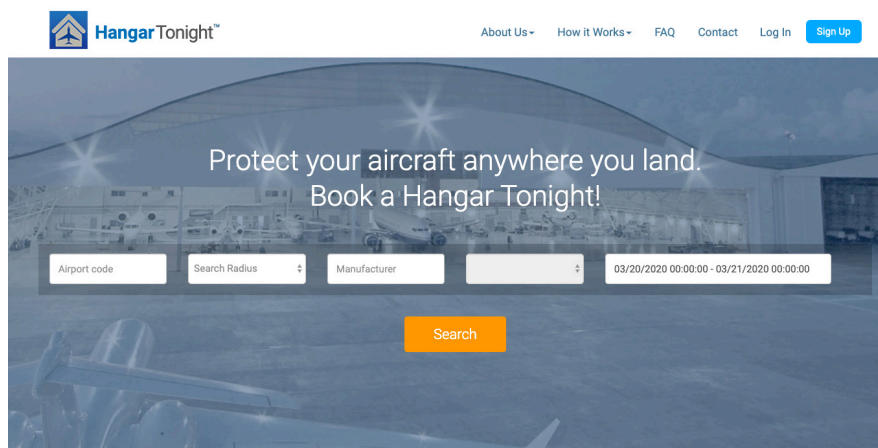 HangarTonight™
About Us
How it Works
FAQ
Contact
Log In
Sign Up
Protect your aircraft anywhere you land.
Book a Hangar Tonight!
Airport code
Search Radius
Manufacturer
03/20/2020 00:00:00 - 03/21/2020 00:00:00
Search